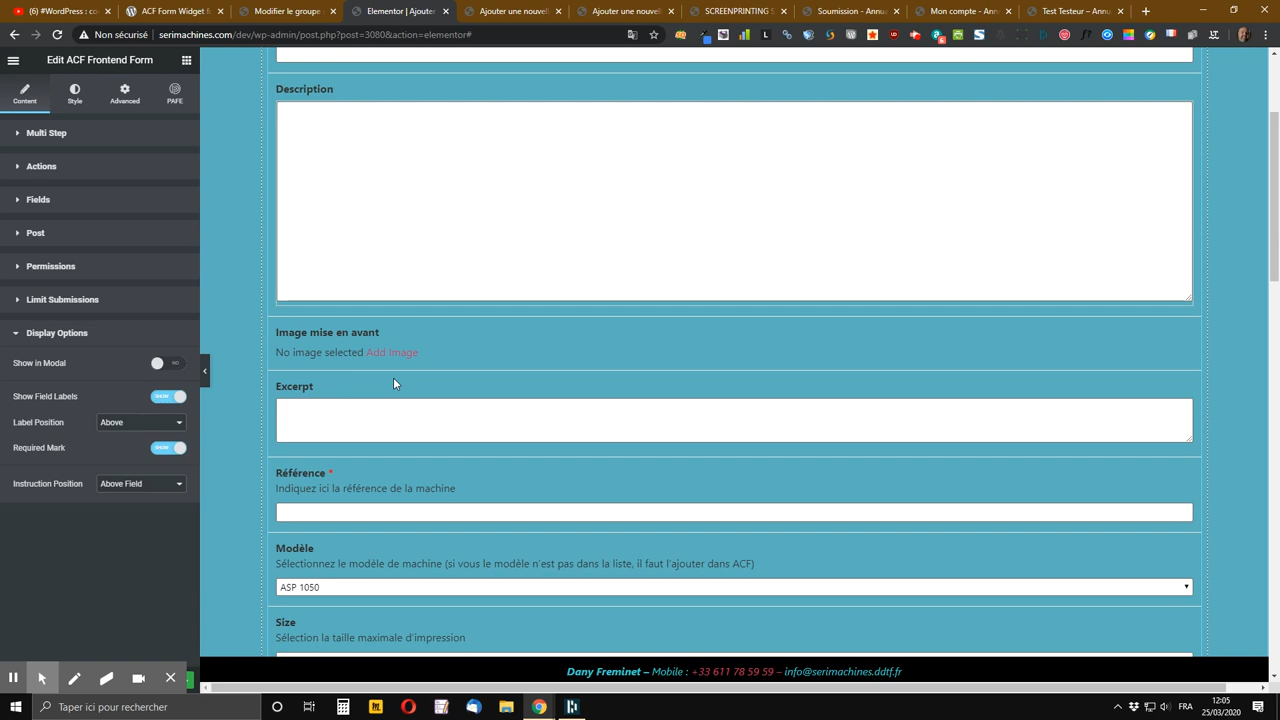 (6) #WordPress : co
ACF Form Widget f
Modifier la
Elementor | Ajouter
Ajouter une nouvel
Ajouter une nouvel
SCREENPRINTING S
Soumission - Annu
Mon compte – Annu
Test Testeur – Annu
Non sécurisé | serimachines.com/dev/wp-admin/post.php?post=3080&action=elementor#
Edit ACF Frontend Form
Content
Style
Advanced
PAFE
Multi Step
Actions
Fields
Post
Permissions
Limit Submissions
Display Options
Show in Modal
NO
Show Field Labels
SHOW
Label Position
Above
Required Mark
SHOW
Instruction Position
Above Field
Description
Image mise en avant
No image selected Add Image
Excerpt
Référence *
Indiquez ici la référence de la machine
Modèle
Sélectionnez le modèle de machine (si vous le modèle n'est pas dans la liste, il faut l'ajouter dans ACF)
ASP 1050
Size
Sélection la taille maximale d'impression
Dany Freminet – Mobile : +33 611 78 59 59 – info@serimachines.ddtf.fr
Taper ici pour rechercher
FRA
12:05
25/03/2020